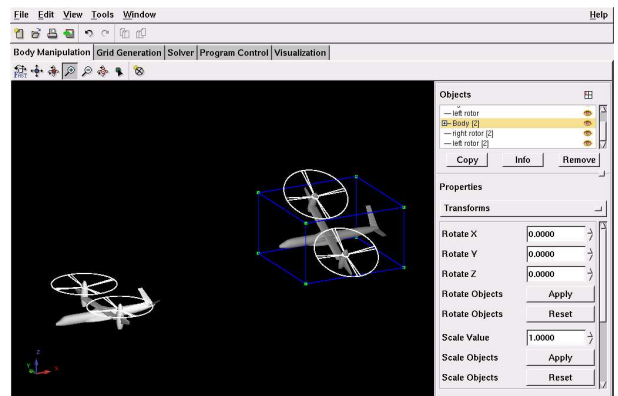 File Edit View Tools Window Help
Body Manipulation Grid Generation Solver Program Control Visualization
Objects
left rotor
Body [2]
right rotor [2]
left rotor [2]
Copy Info Remove
Properties
Transforms
Rotate X 0.0000
Rotate Y 0.0000
Rotate Z 0.0000
Rotate Objects Apply
Rotate Objects Reset
Scale Value 1.0000
Scale Objects Apply
Scale Objects Reset
Z
Y X